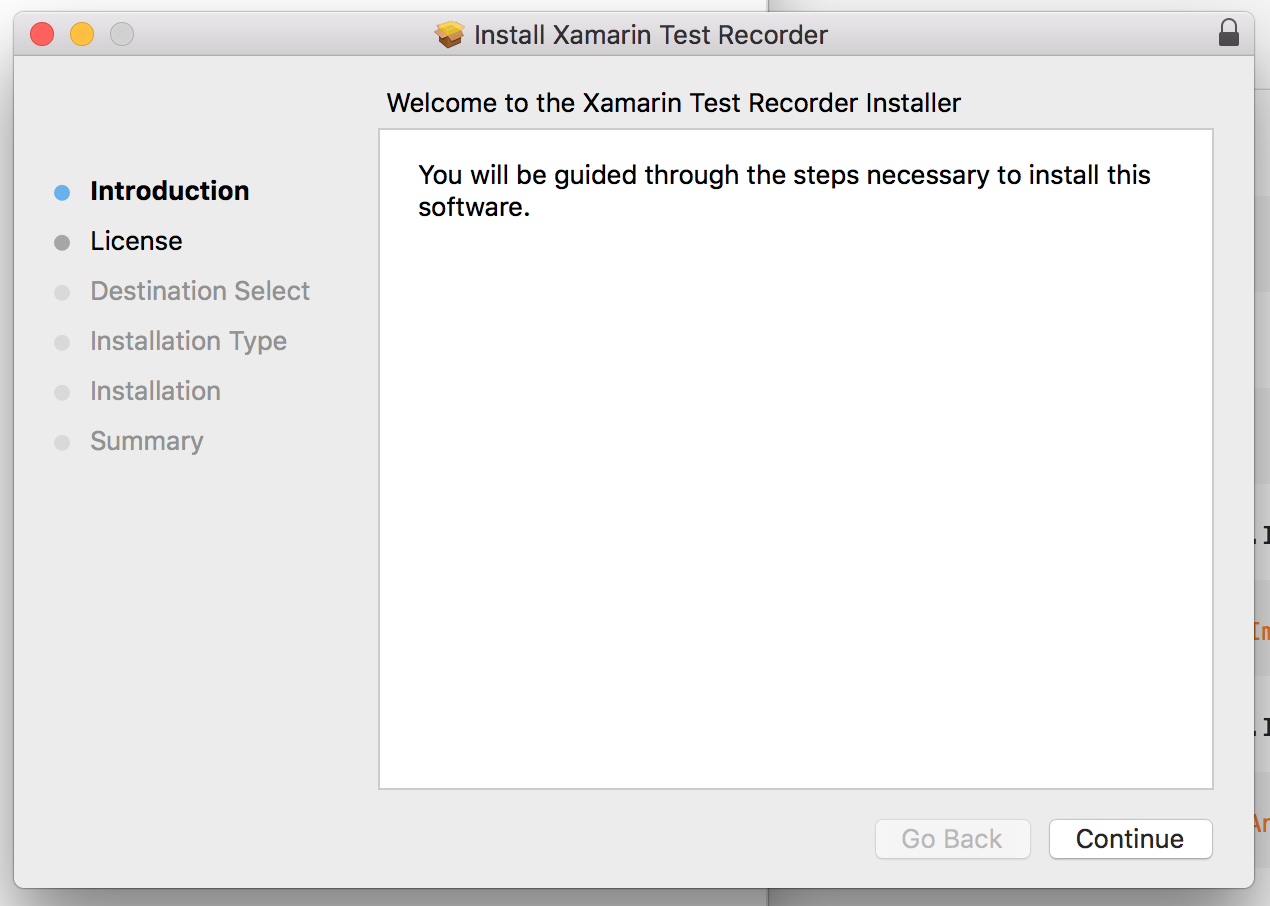 Install Xamarin Test Recorder
Welcome to the Xamarin Test Recorder Installer
Introduction
License
Destination Select
Installation Type
Installation
Summary
You will be guided through the steps necessary to install this
software.
Go Back
Continue